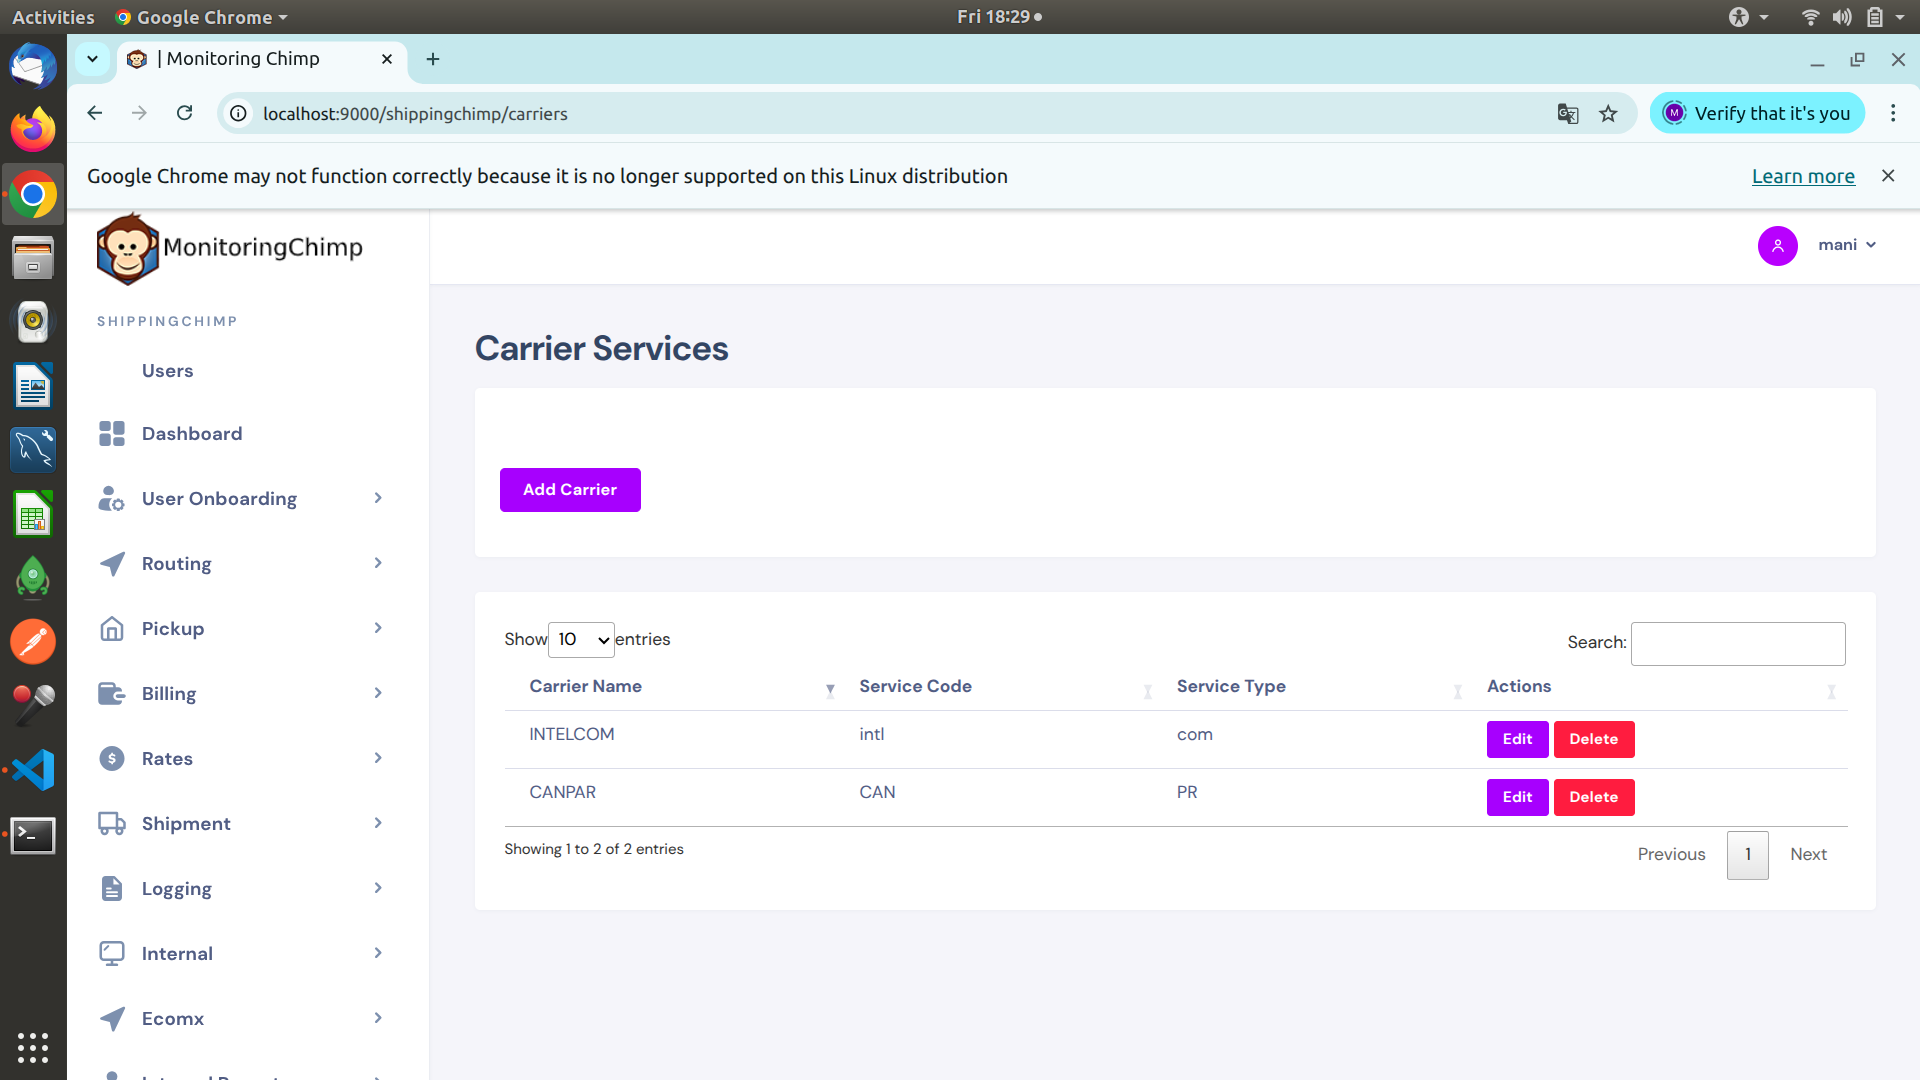 Activities Google Chrome Fri 18:29
| Monitoring Chimp
localhost:9000/shippingchimp/carriers Verify that it's you
Google Chrome may not function correctly because it is no longer supported on this Linux distribution Learn more
MonitoringChimp
mani
SHIPPINGCHIMP
Users
Dashboard
User Onboarding
Routing
Pickup
Billing
Rates
Shipment
Logging
Internal
Ecomx
Carrier Services
Add Carrier
Show 10 entries Search:
Carrier Name Service Code Service Type Actions
INTELCOM intl com Edit Delete
CANPAR CAN PR Edit Delete
Showing 1 to 2 of 2 entries Previous 1 Next